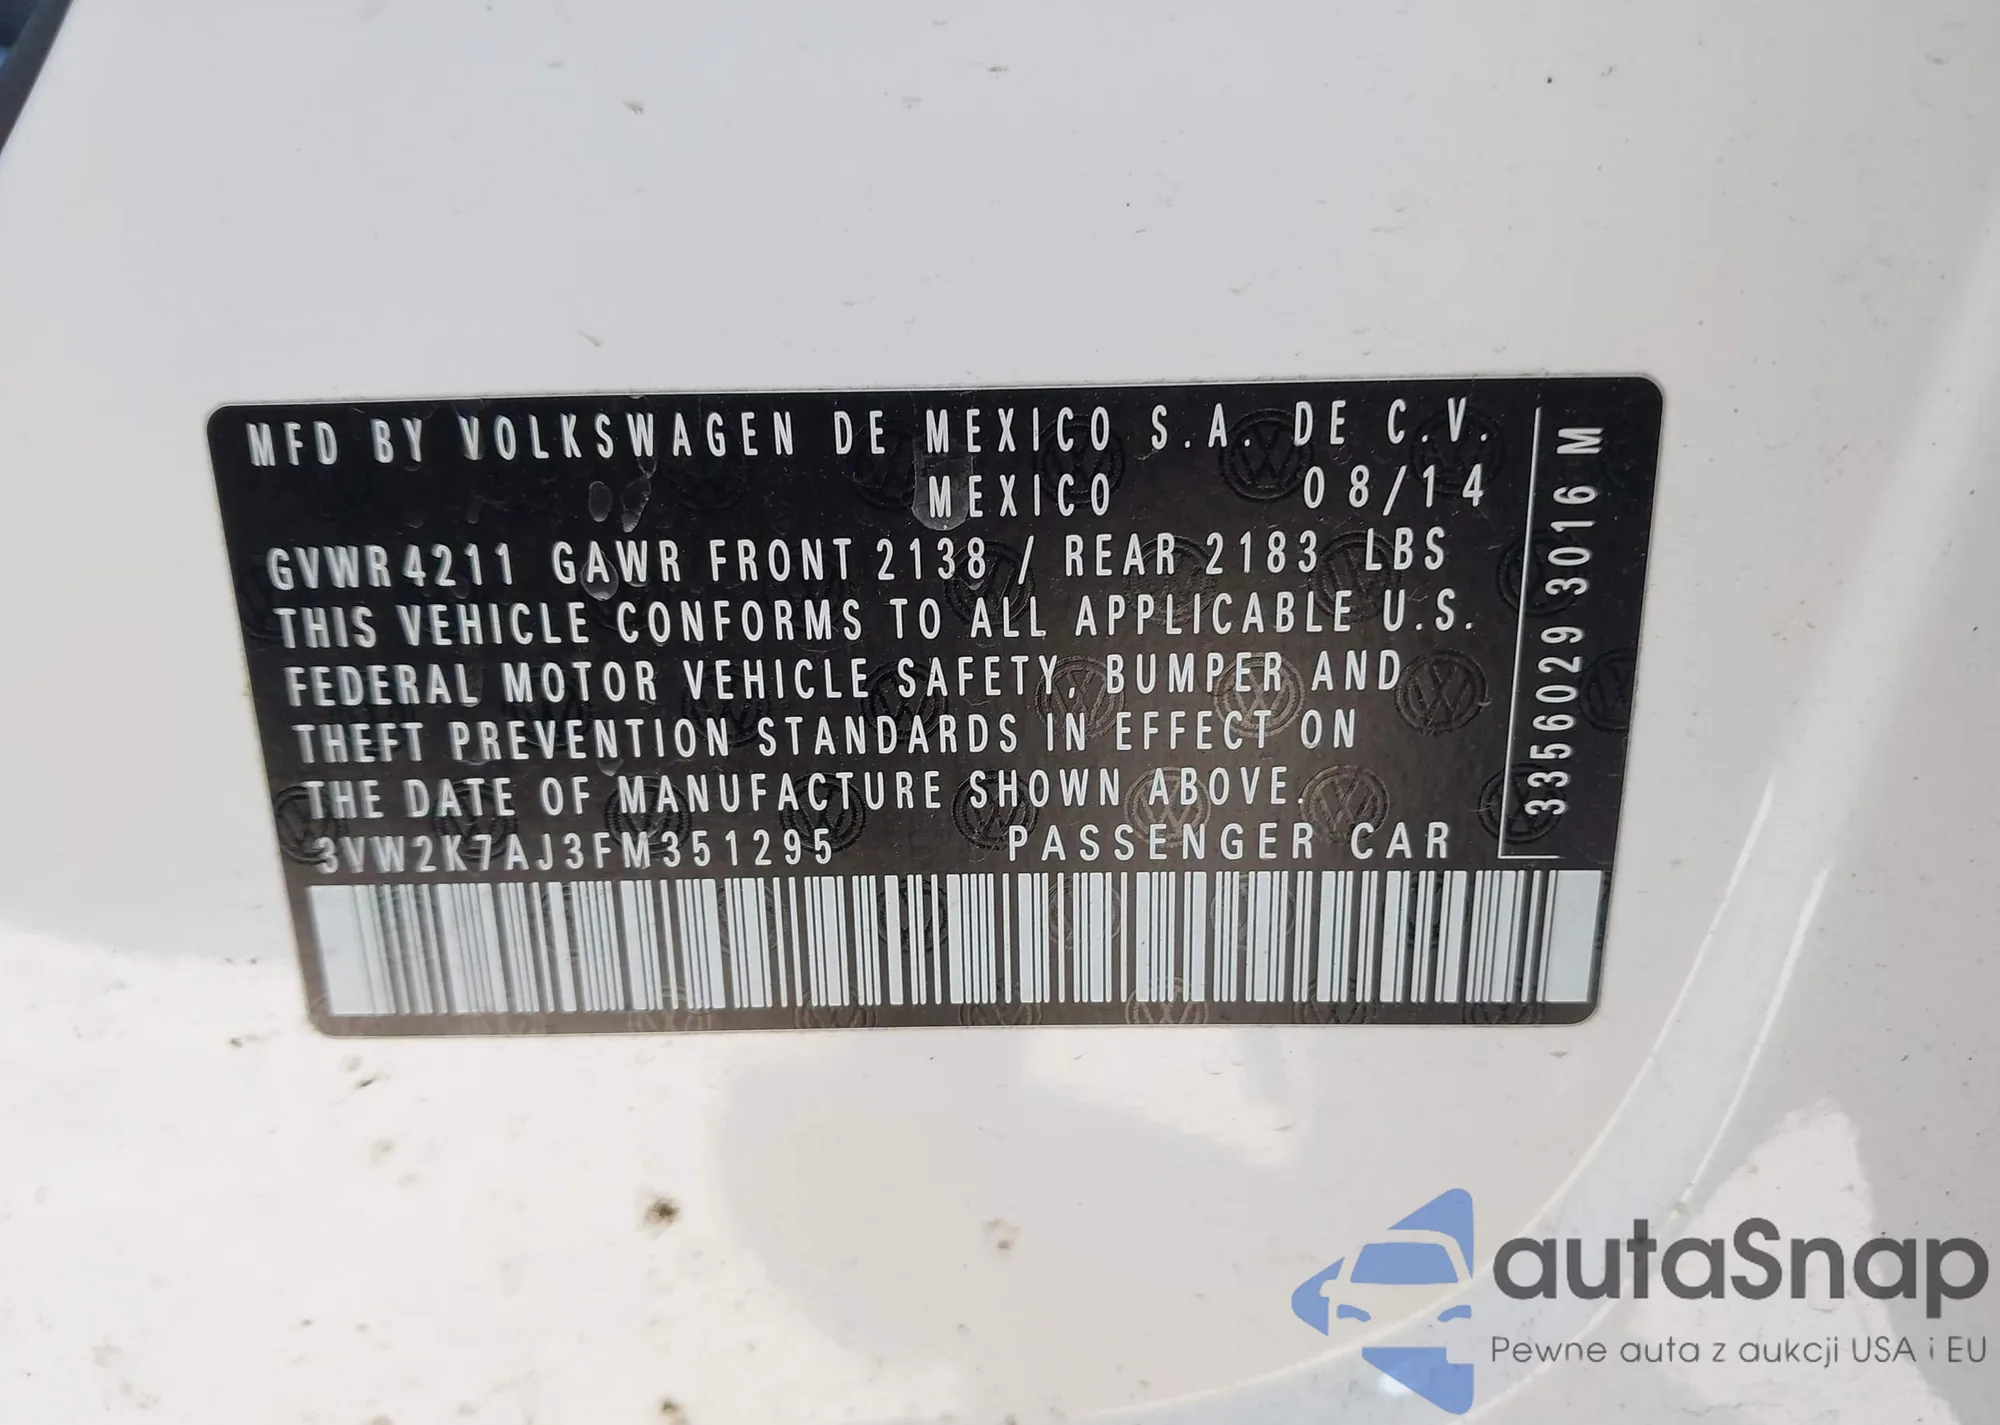 MFD BY VOLKSWAGEN DE MEXICO S.A. DE C.V.
MEXICO 08/14
GVWR 4211 GAWR FRONT 2138 / REAR 2183 LBS
THIS VEHICLE CONFORMS TO ALL APPLICABLE U.S.
FEDERAL MOTOR VEHICLE SAFETY, BUMPER AND
THEFT PREVENTION STANDARDS IN EFFECT ON
THE DATE OF MANUFACTURE SHOWN ABOVE.
3VW2K7AJ3FM351295 PASSENGER CAR
3356029 3016 M
autaSnap
Pewne auta z aukcji USA i EU